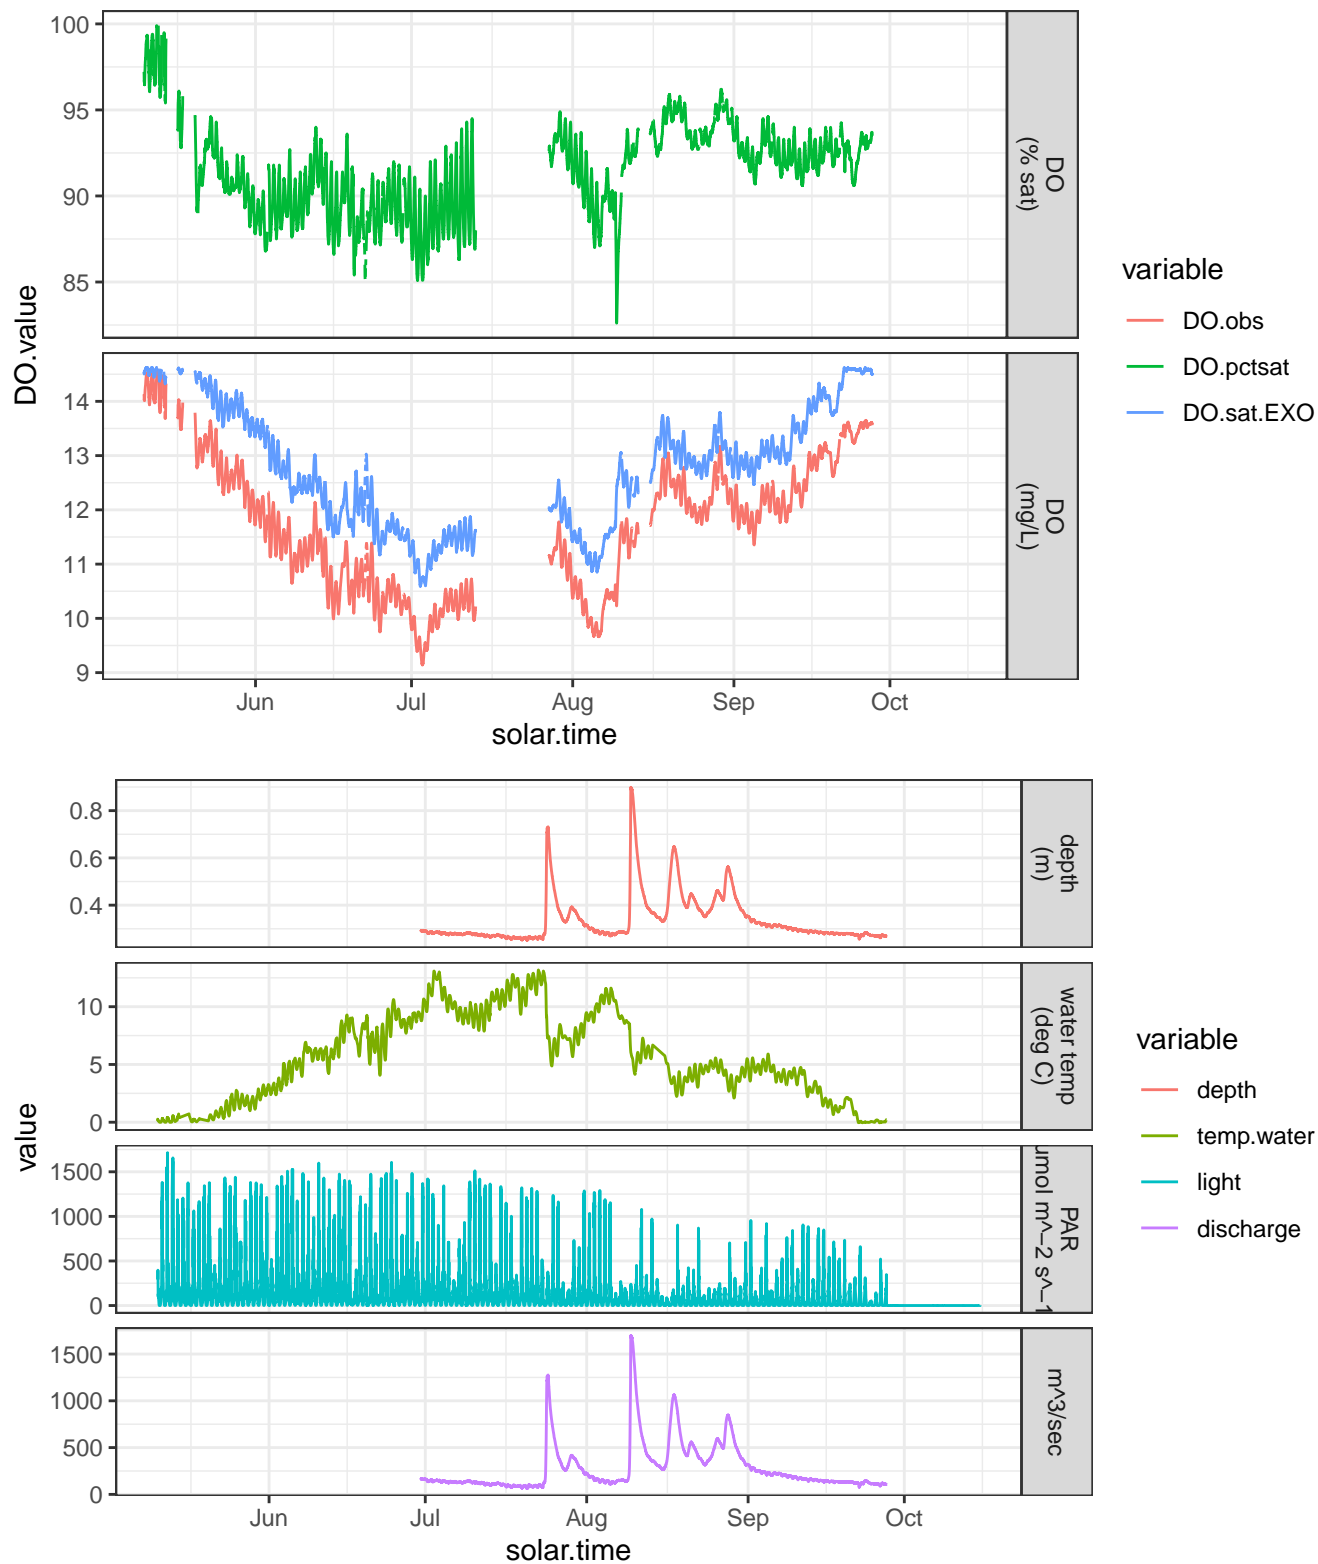 100
95
90
85
DO
(% sat)
DO.value
14
13
12
11
10
9
DO
(mg/L)
Jun
Jul
Aug
Sep
Oct
solar.time
variable
DO.obs
DO.pctsat
DO.sat.EXO
0.8
0.6
0.4
depth
(m)
10
5
0
water temp
(deg C)
value
1500
1000
500
0
PAR
umol m^−2 s^−1
1500
1000
500
0
m^3/sec
Jun
Jul
Aug
Sep
Oct
solar.time
variable
depth
temp.water
light
discharge